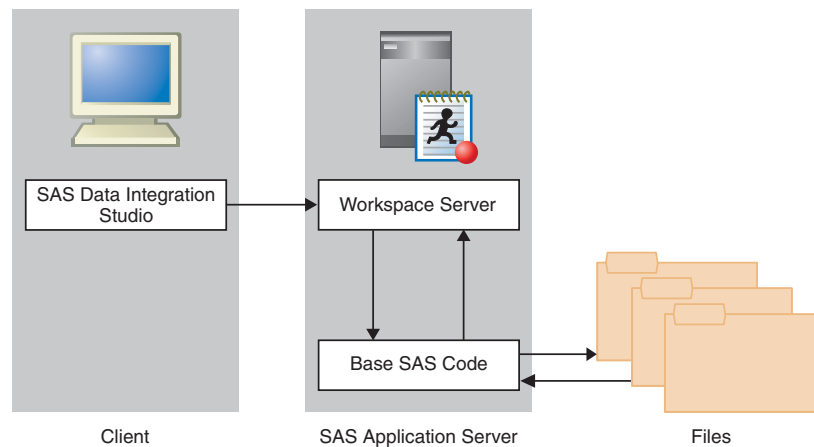 SAS Data Integration
Studio
Workspace Server
Base SAS Code
Client
SAS Application Server
Files